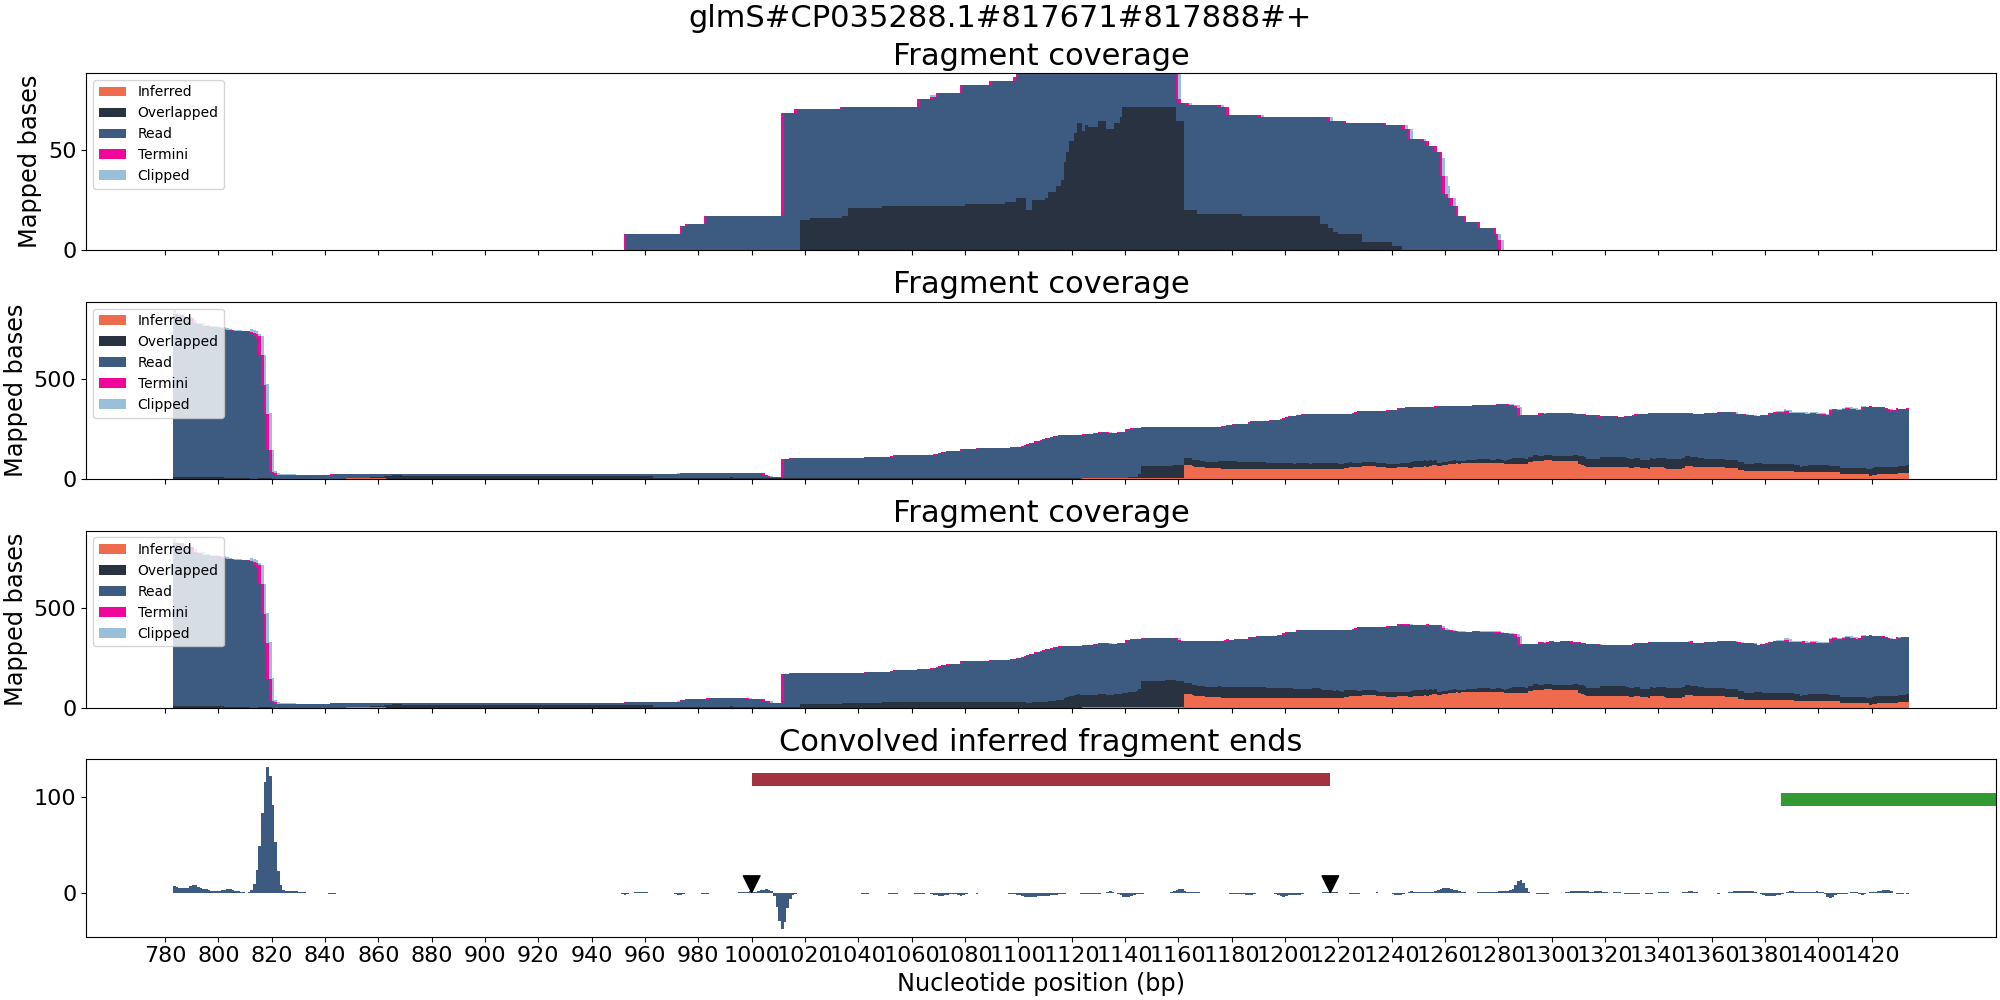 glmS#CP035288.1#817671#817888#+
Fragment coverage
Mapped bases
50
0
Inferred
Overlapped
Read
Termini
Clipped
Fragment coverage
Mapped bases
500
0
Inferred
Overlapped
Read
Termini
Clipped
Fragment coverage
Mapped bases
500
0
Inferred
Overlapped
Read
Termini
Clipped
Convolved inferred fragment ends
100
0
780 800 820 840 860 880 900 920 940 960 980 1000 1020 1040 1060 1080 1100 1120 1140 1160 1180 1200 1220 1240 1260 1280 1300 1320 1340 1360 1380 1400 1420
Nucleotide position (bp)